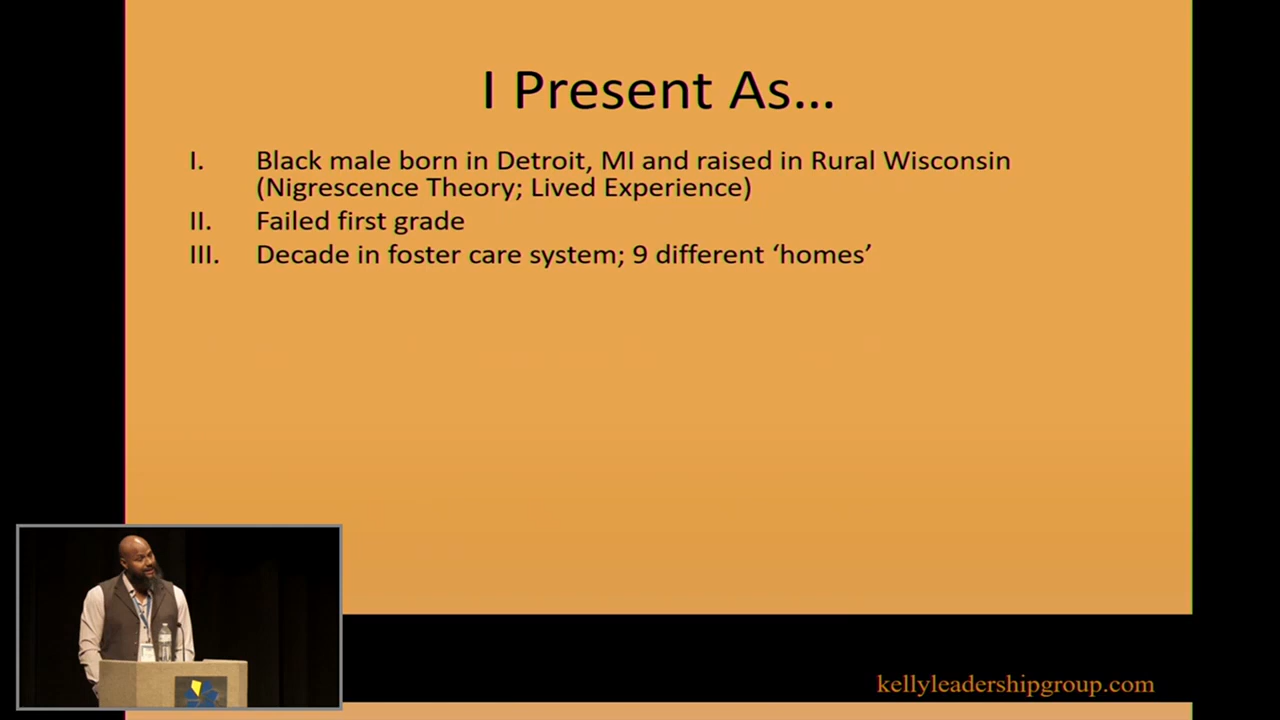 I Present As...
I. Black male born in Detroit, MI and raised in Rural Wisconsin
(Nigrescence Theory; Lived Experience)
II. Failed first grade
III. Decade in foster care system; 9 different ‘homes’
kellyleadershipgroup.com